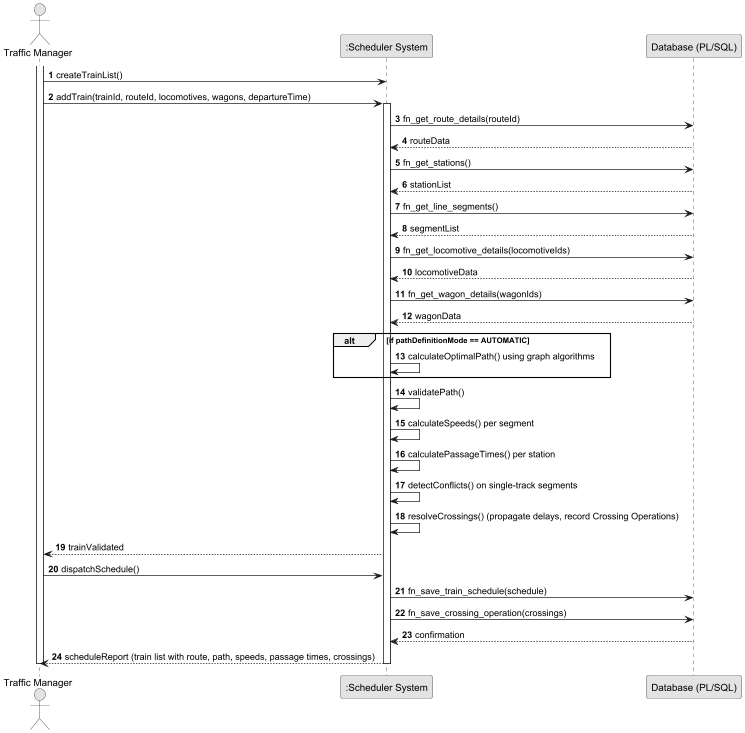 Traffic Manager
:Scheduler System
Database (PL/SQL)
1 createTrainList()
2 addTrain(trainId, routeId, locomotives, wagons, departureTime)
3 fn_get_route_details(routeId)
4 routeData
5 fn_get_stations()
6 stationList
7 fn_get_line_segments()
8 segmentList
9 fn_get_locomotive_details(locomotiveIds)
10 locomotiveData
11 fn_get_wagon_details(wagonIds)
12 wagonData
alt [if pathDefinitionMode == AUTOMATIC]
13 calculateOptimalPath() using graph algorithms
14 validatePath()
15 calculateSpeeds() per segment
16 calculatePassageTimes() per station
17 detectConflicts() on single-track segments
18 resolveCrossings() (propagate delays, record Crossing Operations)
19 trainValidated
20 dispatchSchedule()
21 fn_save_train_schedule(schedule)
22 fn_save_crossing_operation(crossings)
23 confirmation
24 scheduleReport (train list with route, path, speeds, passage times, crossings)
Traffic Manager
:Scheduler System
Database (PL/SQL)